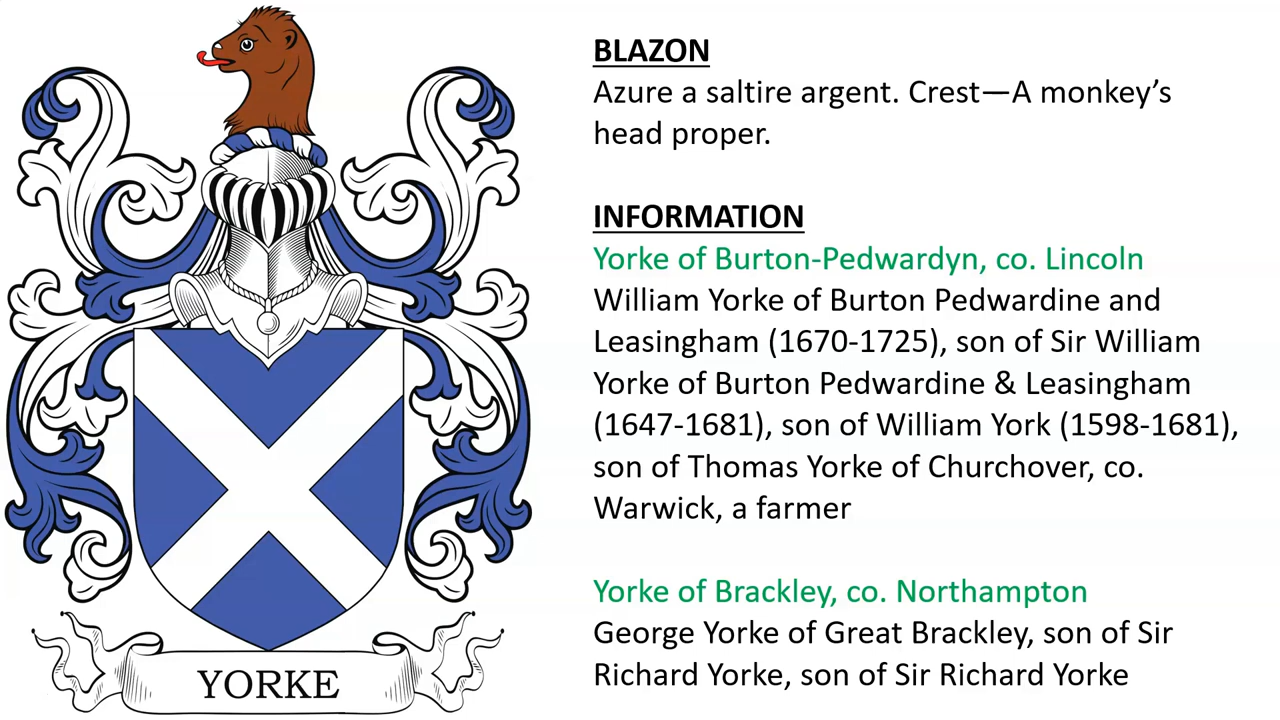 BLAZON
Azure a saltire argent. Crest—A monkey’s
head proper.
INFORMATION
Yorke of Burton-Pedwardyn, co. Lincoln
William Yorke of Burton Pedwardine and
Leasingham (1670-1725), son of Sir William
Yorke of Burton Pedwardine & Leasingham
(1647-1681), son of William York (1598-1681),
son of Thomas Yorke of Churchover, co.
Warwick, a farmer
Yorke of Brackley, co. Northampton
George Yorke of Great Brackley, son of Sir
Richard Yorke, son of Sir Richard Yorke
YORKE